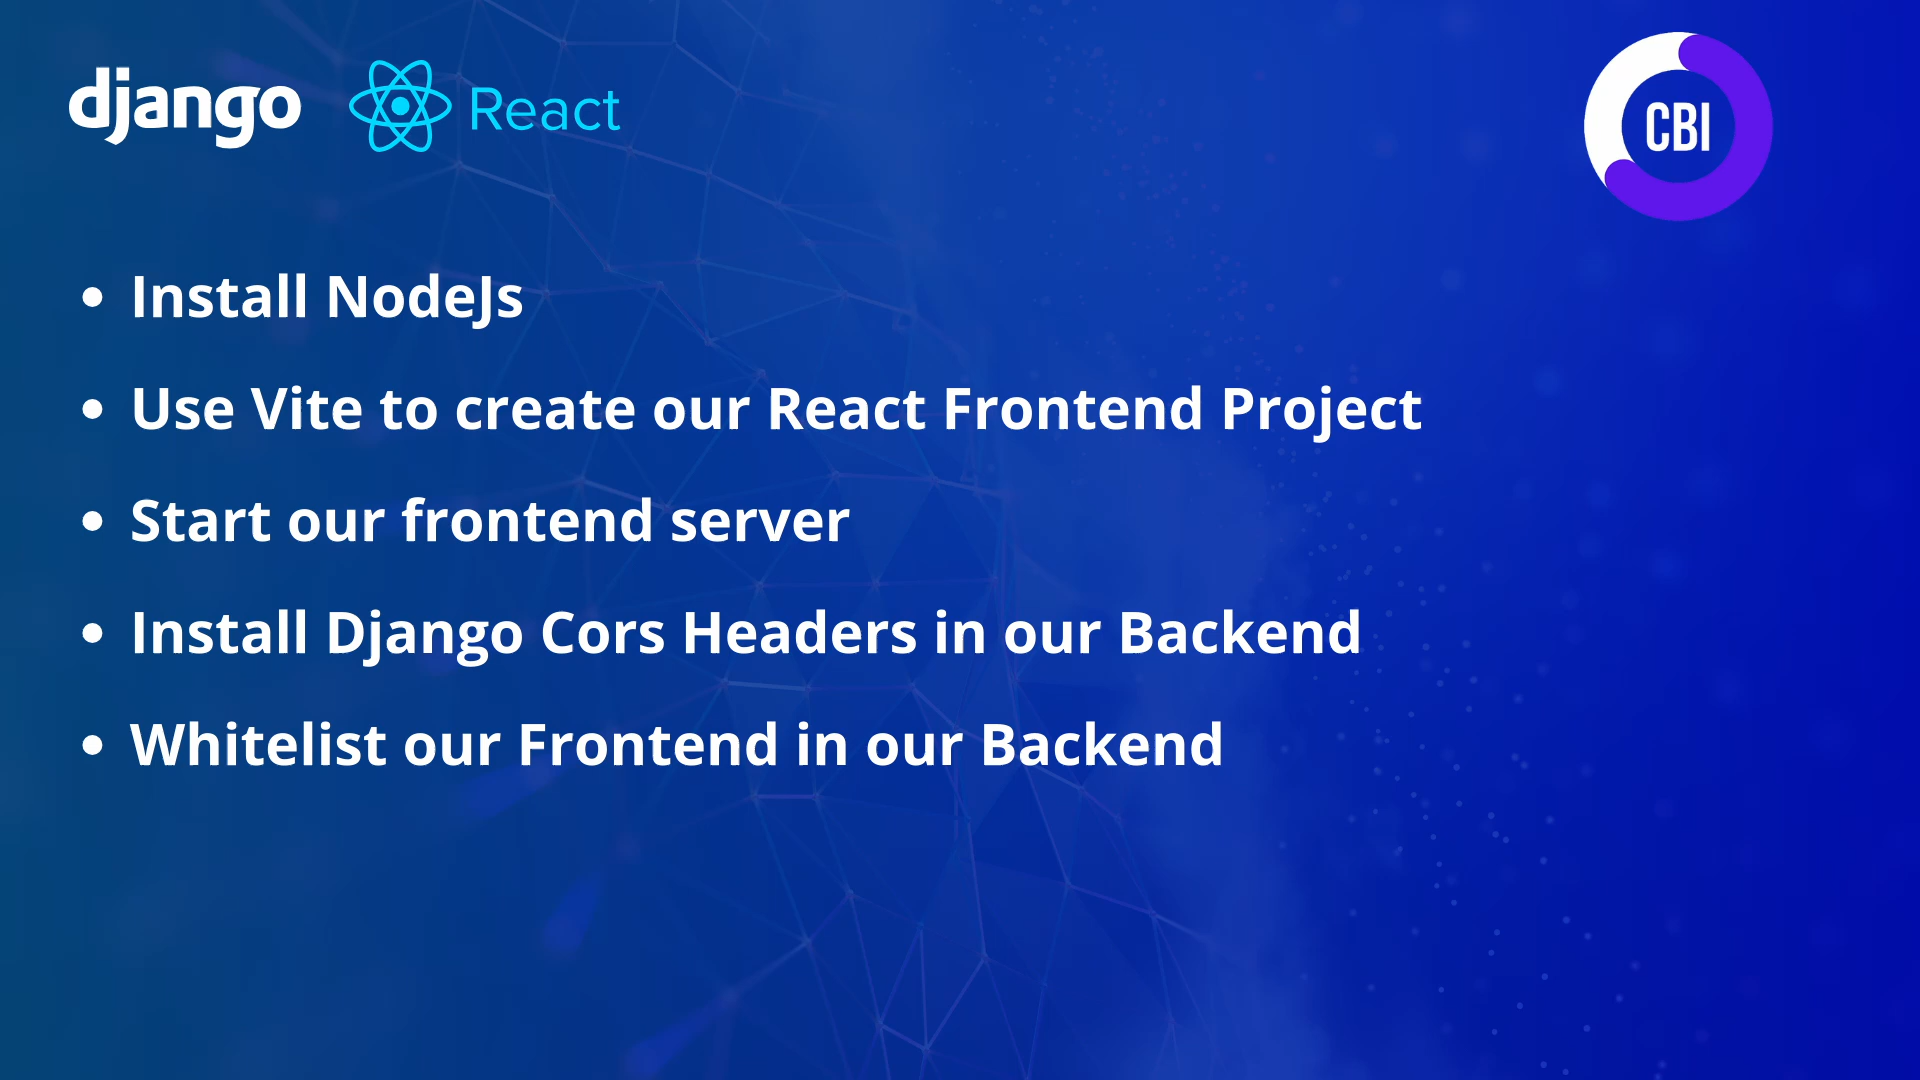 django React
CBI
• Install NodeJs
• Use Vite to create our React Frontend Project
• Start our frontend server
• Install Django Cors Headers in our Backend
• Whitelist our Frontend in our Backend